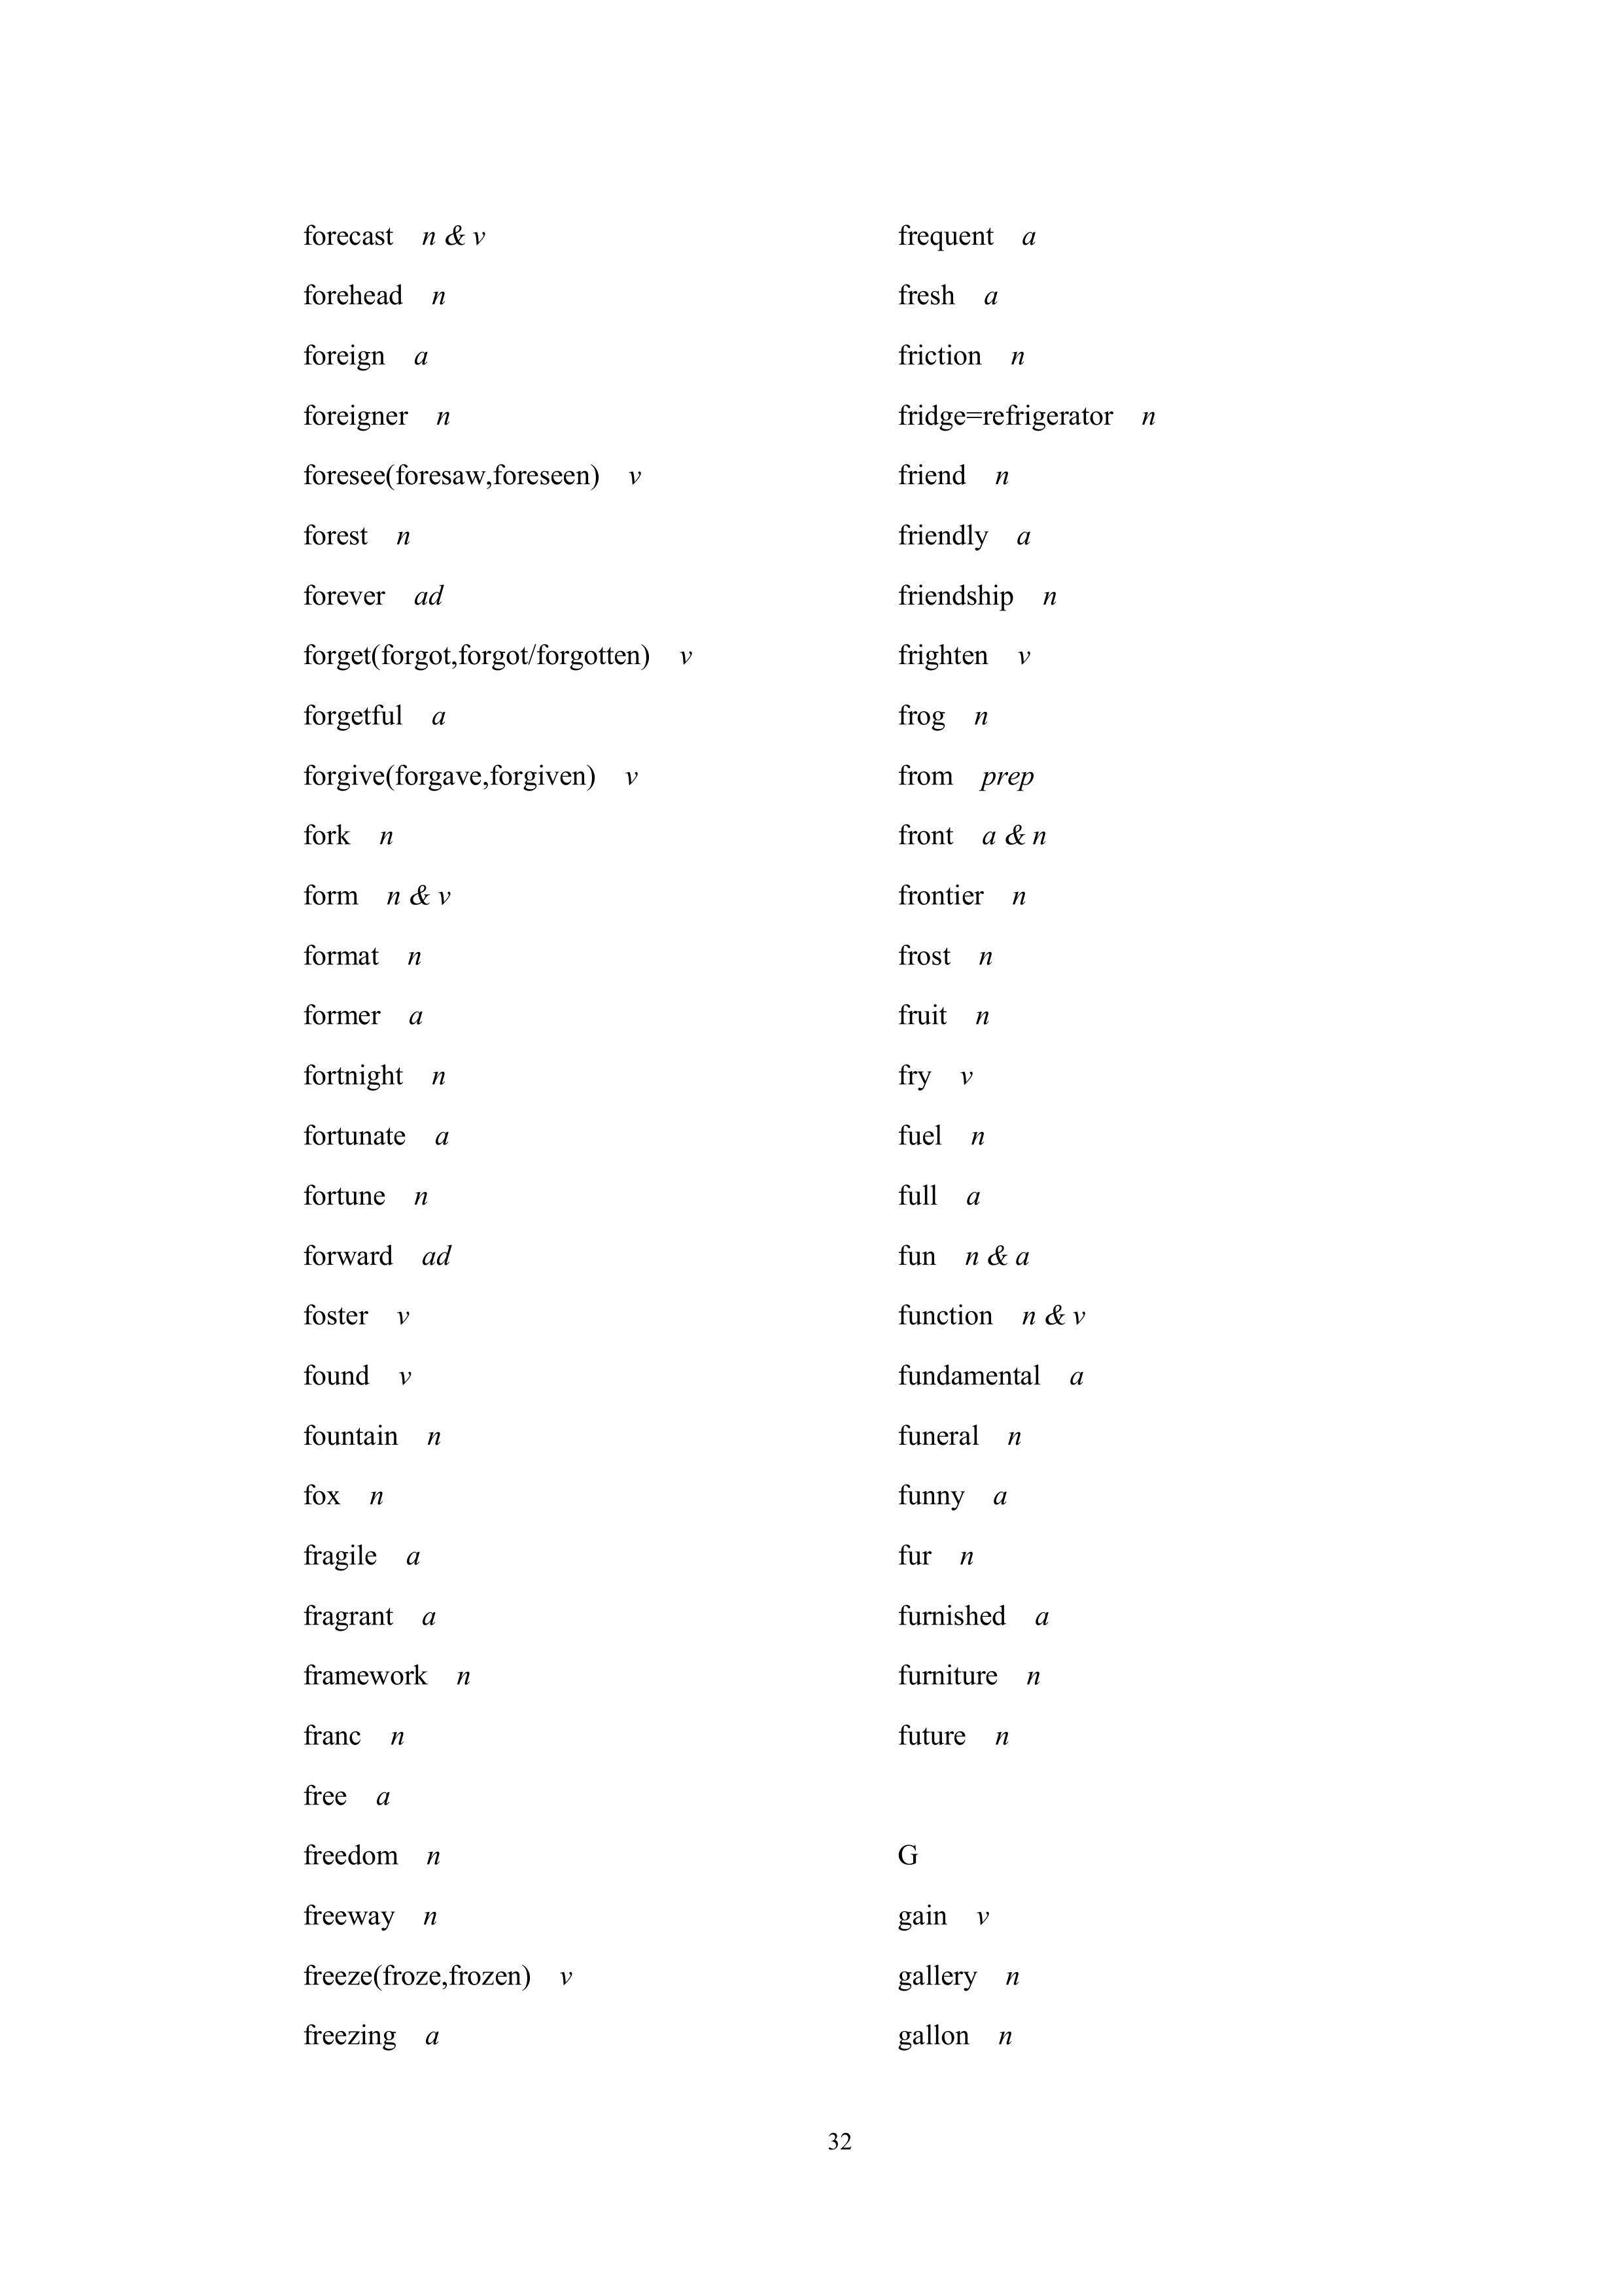 forecast n & v
forehead n
foreign a
foreigner n
foresee(foresaw,foreseen) v
forest n
forever ad
forget(forgot,forgot/forgotten) v
forgetful a
forgive(forgave,forgiven) v
fork n
form n & v
format n
former a
fortnight n
fortunate a
fortune n
forward ad
foster v
found v
fountain n
fox n
fragile a
fragrant a
framework n
franc n
free a
freedom n
freeway n
freeze(froze,frozen) v
freezing a
frequent a
fresh a
friction n
fridge=refrigerator n
friend n
friendly a
friendship n
frighten v
frog n
from prep
front a & n
frontier n
frost n
fruit n
fry v
fuel n
full a
fun n & a
function n & v
fundamental a
funeral n
funny a
fur n
furnished a
furniture n
future n
G
gain v
gallery n
gallon n
32